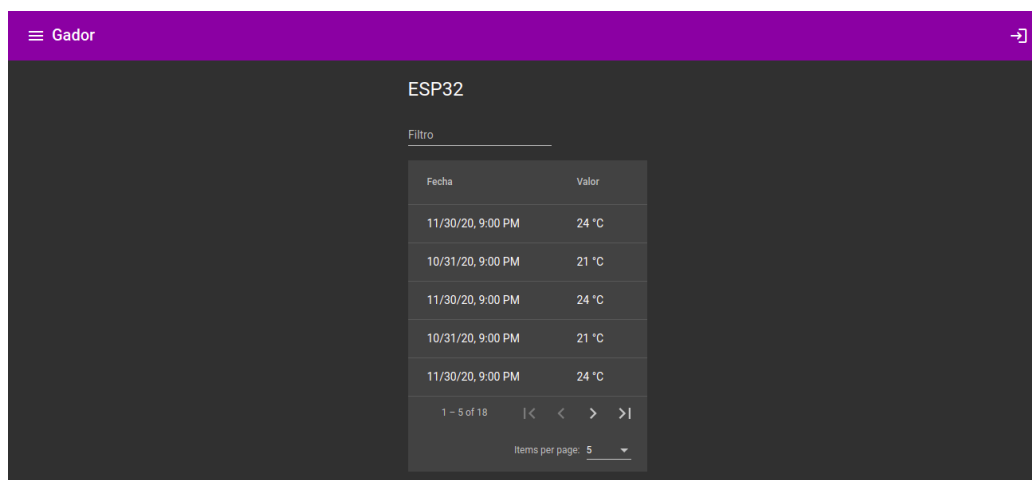 Gador
ESP32
Filtro
Fecha Valor
11/30/20, 9:00 PM 24 °C
10/31/20, 9:00 PM 21 °C
11/30/20, 9:00 PM 24 °C
10/31/20, 9:00 PM 21 °C
11/30/20, 9:00 PM 24 °C
1 – 5 of 18
Items per page: 5